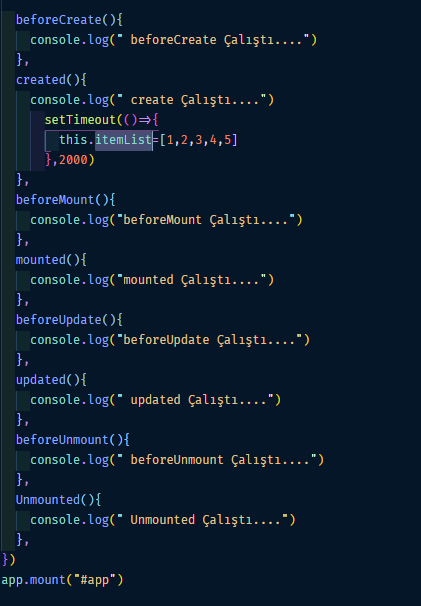 beforeCreate(){
console.log(" beforeCreate Çalıştı....")
},
created(){
console.log(" create Çalıştı....")
setTimeout(()=>{
this.itemList=[1,2,3,4,5]
},2000)
},
beforeMount(){
console.log("beforeMount Çalıştı....")
},
mounted(){
console.log("mounted Çalıştı....")
},
beforeUpdate(){
console.log("beforeUpdate Çalıştı....")
},
updated(){
console.log(" updated Çalıştı....")
},
beforeUnmount(){
console.log(" beforeUnmount Çalıştı....")
},
Unmounted(){
console.log(" Unmounted Çalıştı....")
},
})
app.mount("#app")